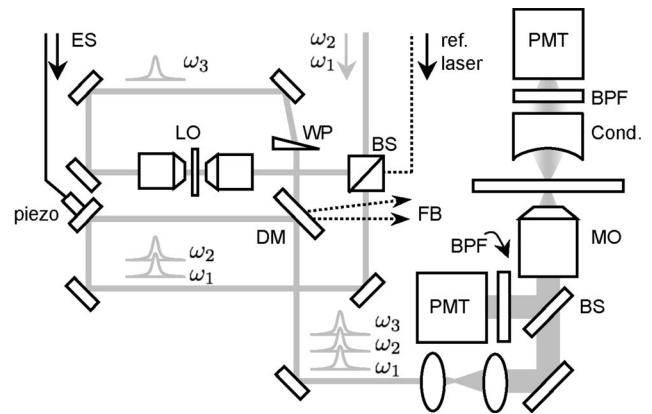 ES
ω₃
ω₂
ω₁
ref.
laser
PMT
BPF
Cond.
LO
WP
BS
piezo
DM
FB
BPF
MO
ω₂
ω₁
PMT
BS
ω₃
ω₂
ω₁